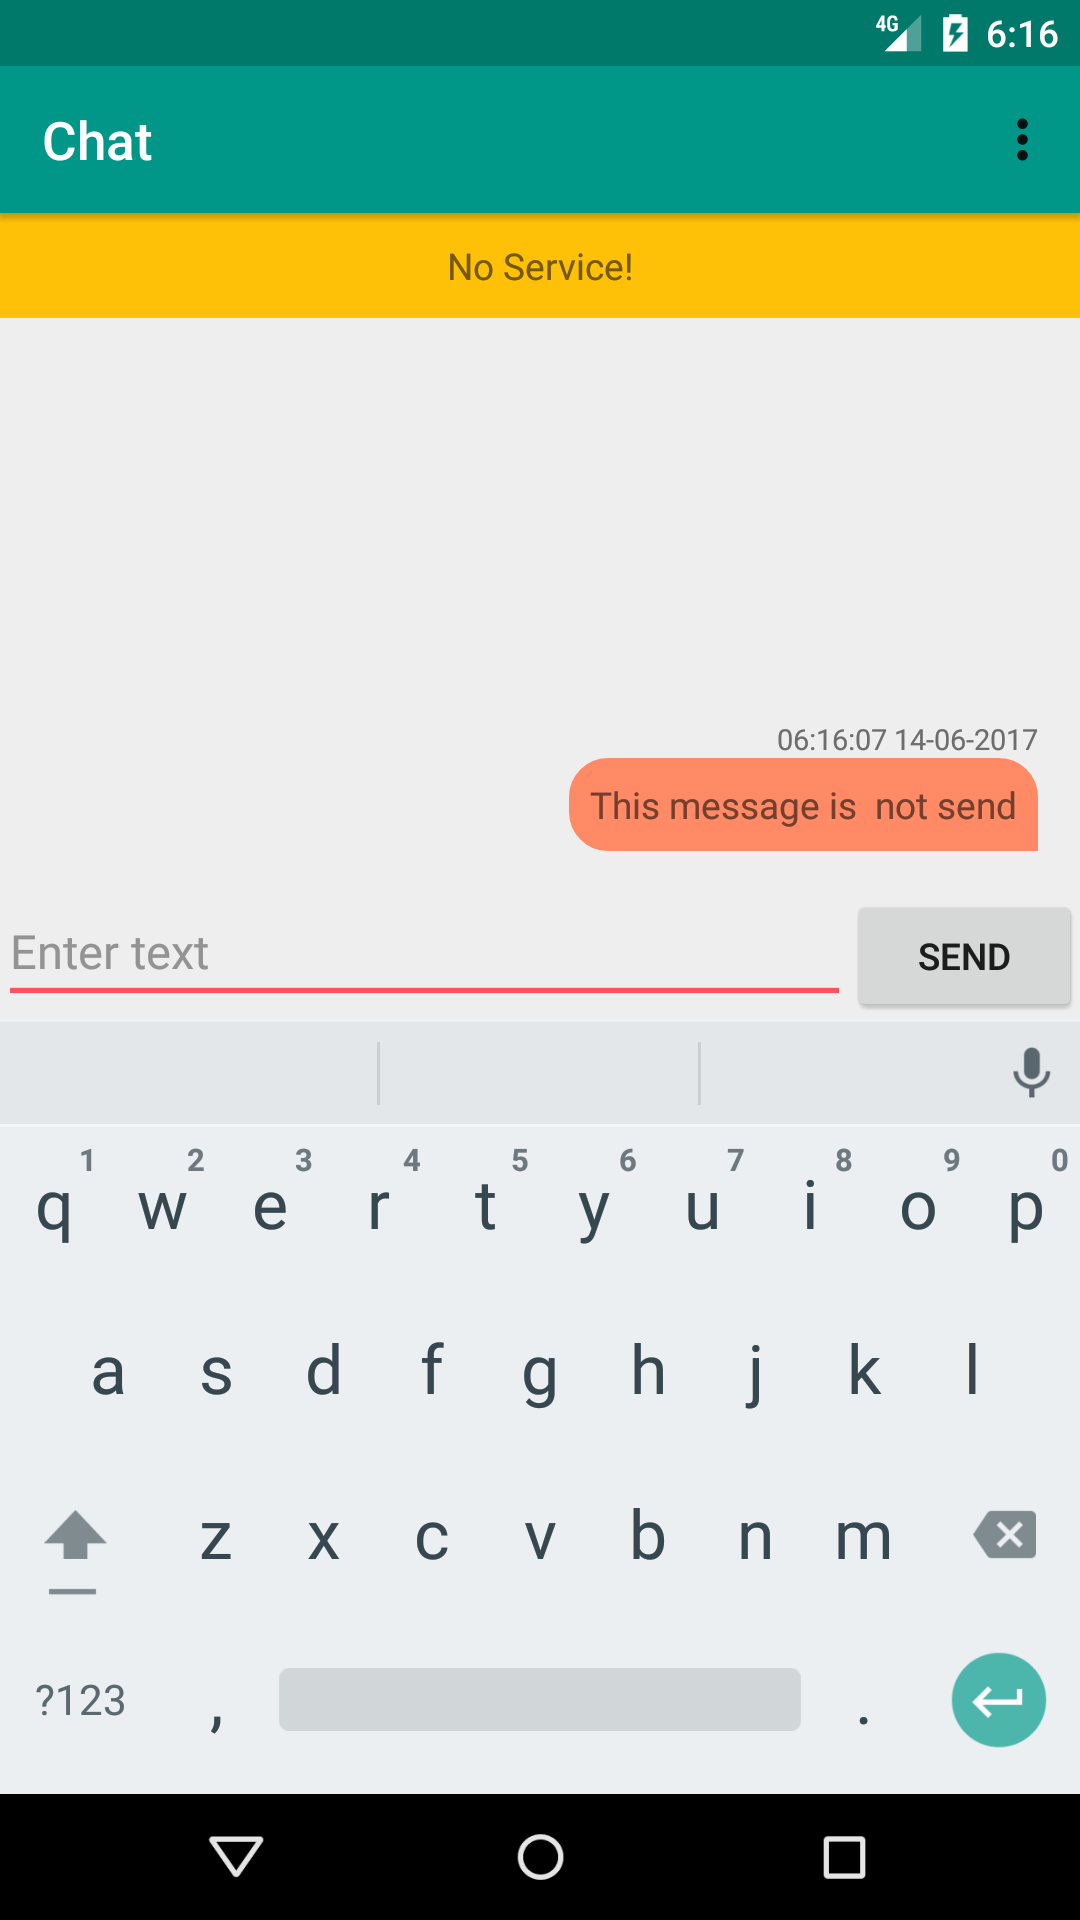 4G 6:16
Chat
No Service!
06:16:07 14-06-2017
This message is  not send
Enter text
SEND
1 2 3 4 5 6 7 8 9 0
q w e r t y u i o p
a s d f g h j k l
z x c v b n m
?123 , .